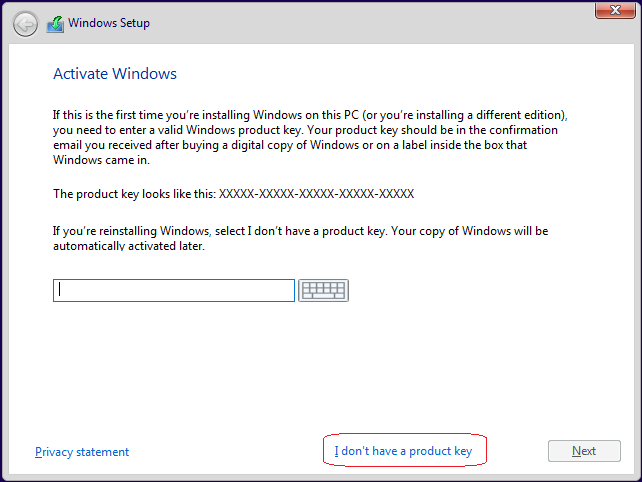 Windows Setup
Activate Windows
If this is the first time you're installing Windows on this PC (or you're installing a different edition),
you need to enter a valid Windows product key. Your product key should be in the confirmation
email you received after buying a digital copy of Windows or on a label inside the box that
Windows came in.
The product key looks like this: XXXXX-XXXXX-XXXXX-XXXXX-XXXXX
If you're reinstalling Windows, select I don't have a product key. Your copy of Windows will be
automatically activated later.
Privacy statement
I don't have a product key
Next